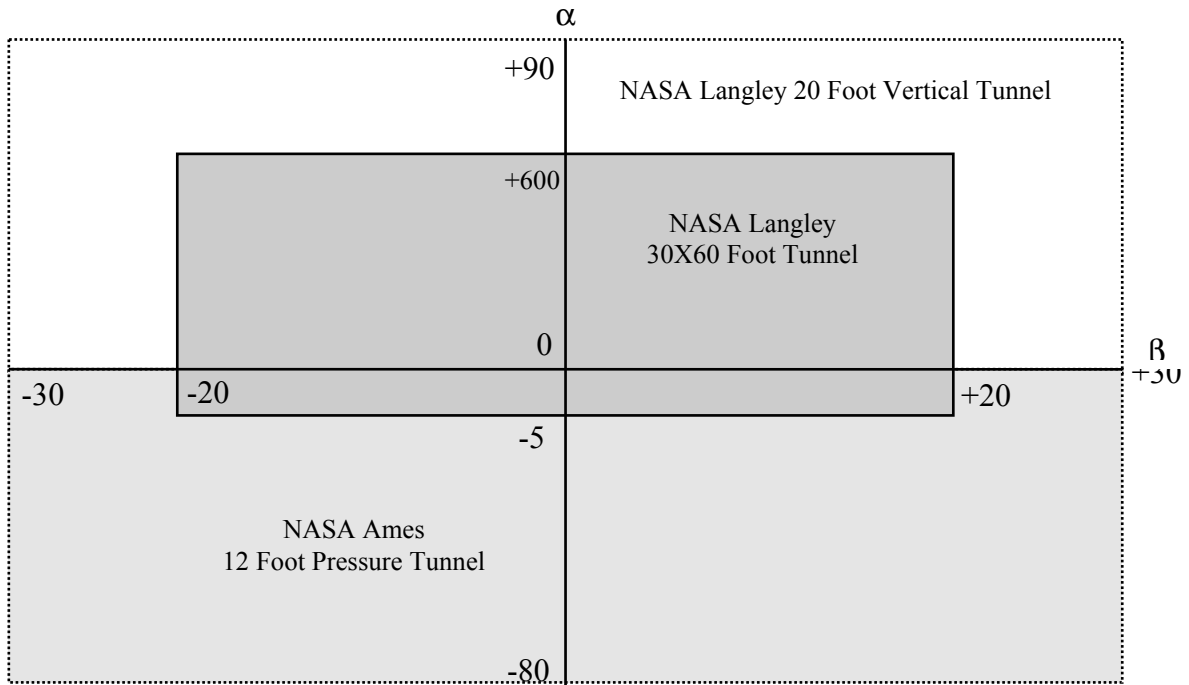 α
+90
NASA Langley 20 Foot Vertical Tunnel
+600
NASA Langley
30X60 Foot Tunnel
0
β
+30
-30
-20
+20
-5
NASA Ames
12 Foot Pressure Tunnel
-80